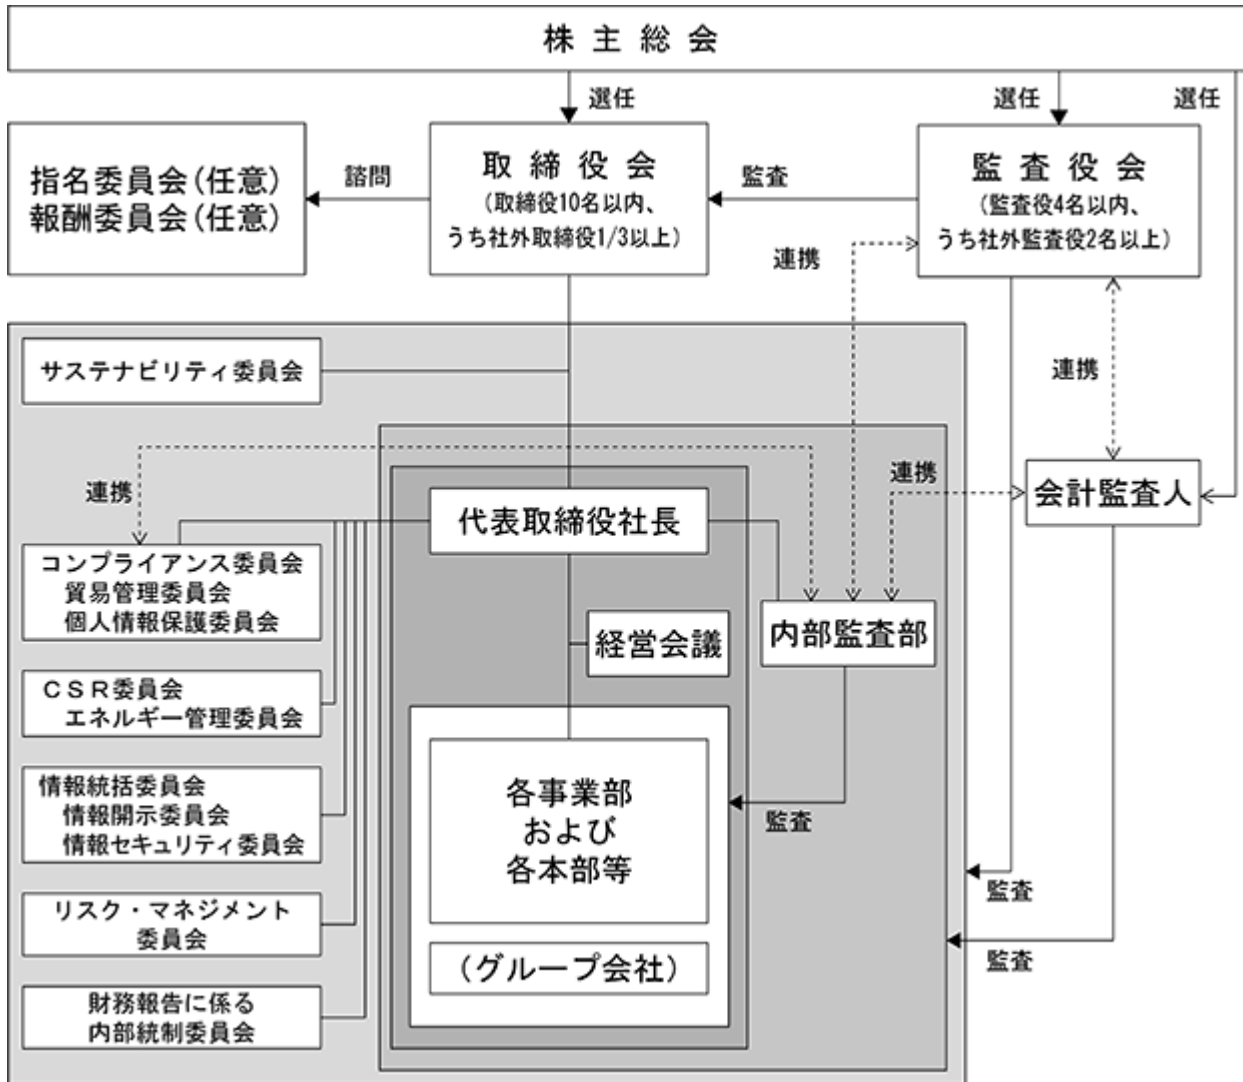 株主総会
選任
選任
選任
指名委員会(任意)
報酬委員会(任意)
諮問
取締役会
(取締役10名以内、
うち社外取締役1/3以上)
監査
監査役会
(監査役4名以内、
うち社外監査役2名以上)
連携
連携
サステナビリティ委員会
連携
連携
代表取締役社長
会計監査人
コンプライアンス委員会
貿易管理委員会
個人情報保護委員会
経営会議
内部監査部
CSR委員会
エネルギー管理委員会
情報統括委員会
情報開示委員会
情報セキュリティ委員会
各事業部
および
各本部等
監査
リスク・マネジメント
委員会
監査
(グループ会社)
監査
財務報告に係る
内部統制委員会